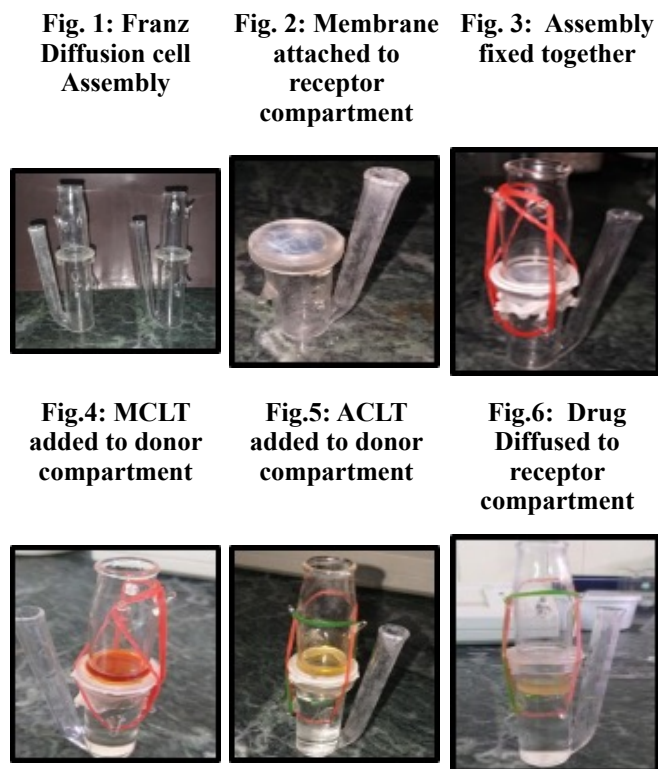 Fig. 1: Franz
Diffusion cell
Assembly
Fig. 2: Membrane
attached to
receptor
compartment
Fig. 3: Assembly
fixed together
Fig.4: MCLT
added to donor
compartment
Fig.5: ACLT
added to donor
compartment
Fig.6: Drug
Diffused to
receptor
compartment